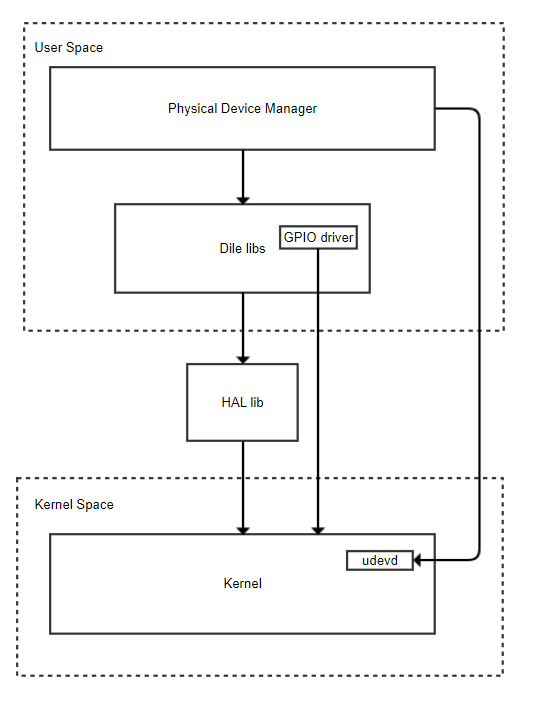 User Space
Physical Device Manager
GPIO driver
Dile libs
HAL lib
Kernel Space
udevd
Kernel